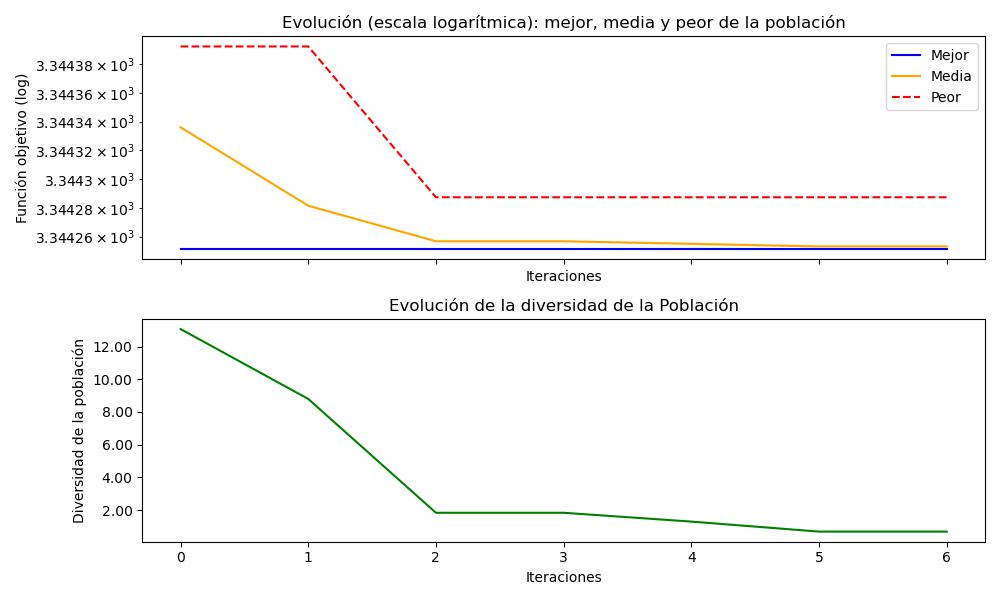 Evolución (escala logarítmica): mejor, media y peor de la población
Función objetivo (log)
3.34438 × 10³
3.34436 × 10³
3.34434 × 10³
3.34432 × 10³
3.3443 × 10³
3.34428 × 10³
3.34426 × 10³
Mejor
Media
Peor
Iteraciones
Evolución de la diversidad de la Población
Diversidad de la población
12.00
10.00
8.00
6.00
4.00
2.00
0 1 2 3 4 5 6
Iteraciones